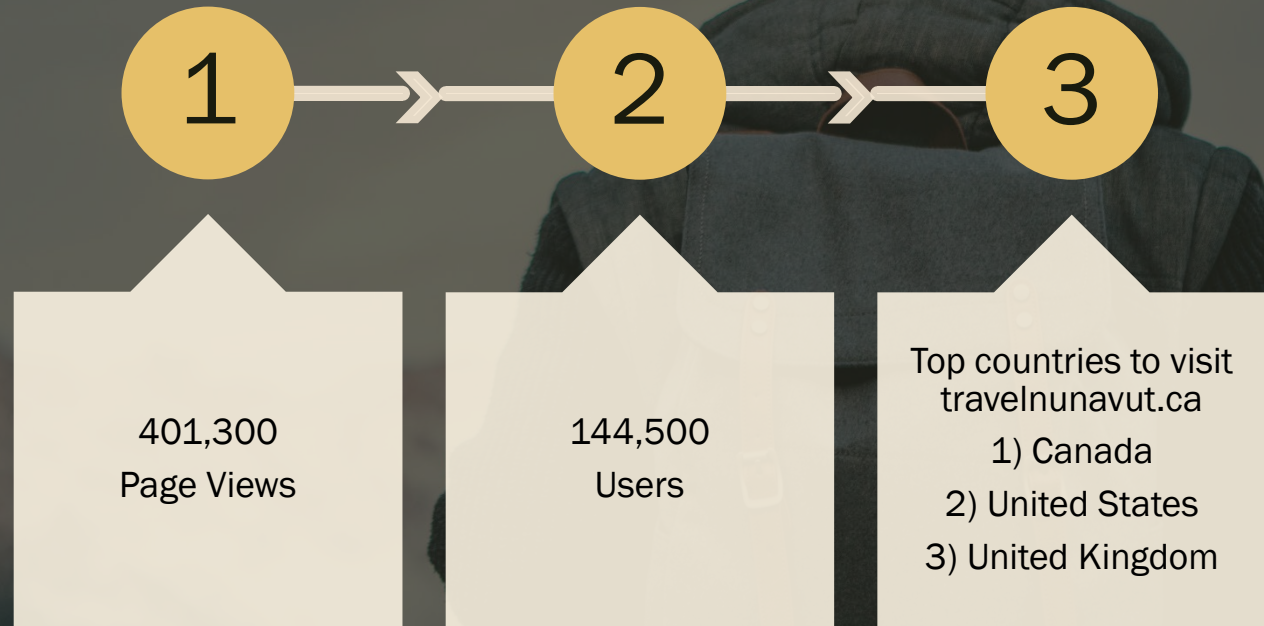 1
2
3
401,300
Page Views
144,500
Users
Top countries to visit
travelnunavut.ca
1) Canada
2) United States
3) United Kingdom